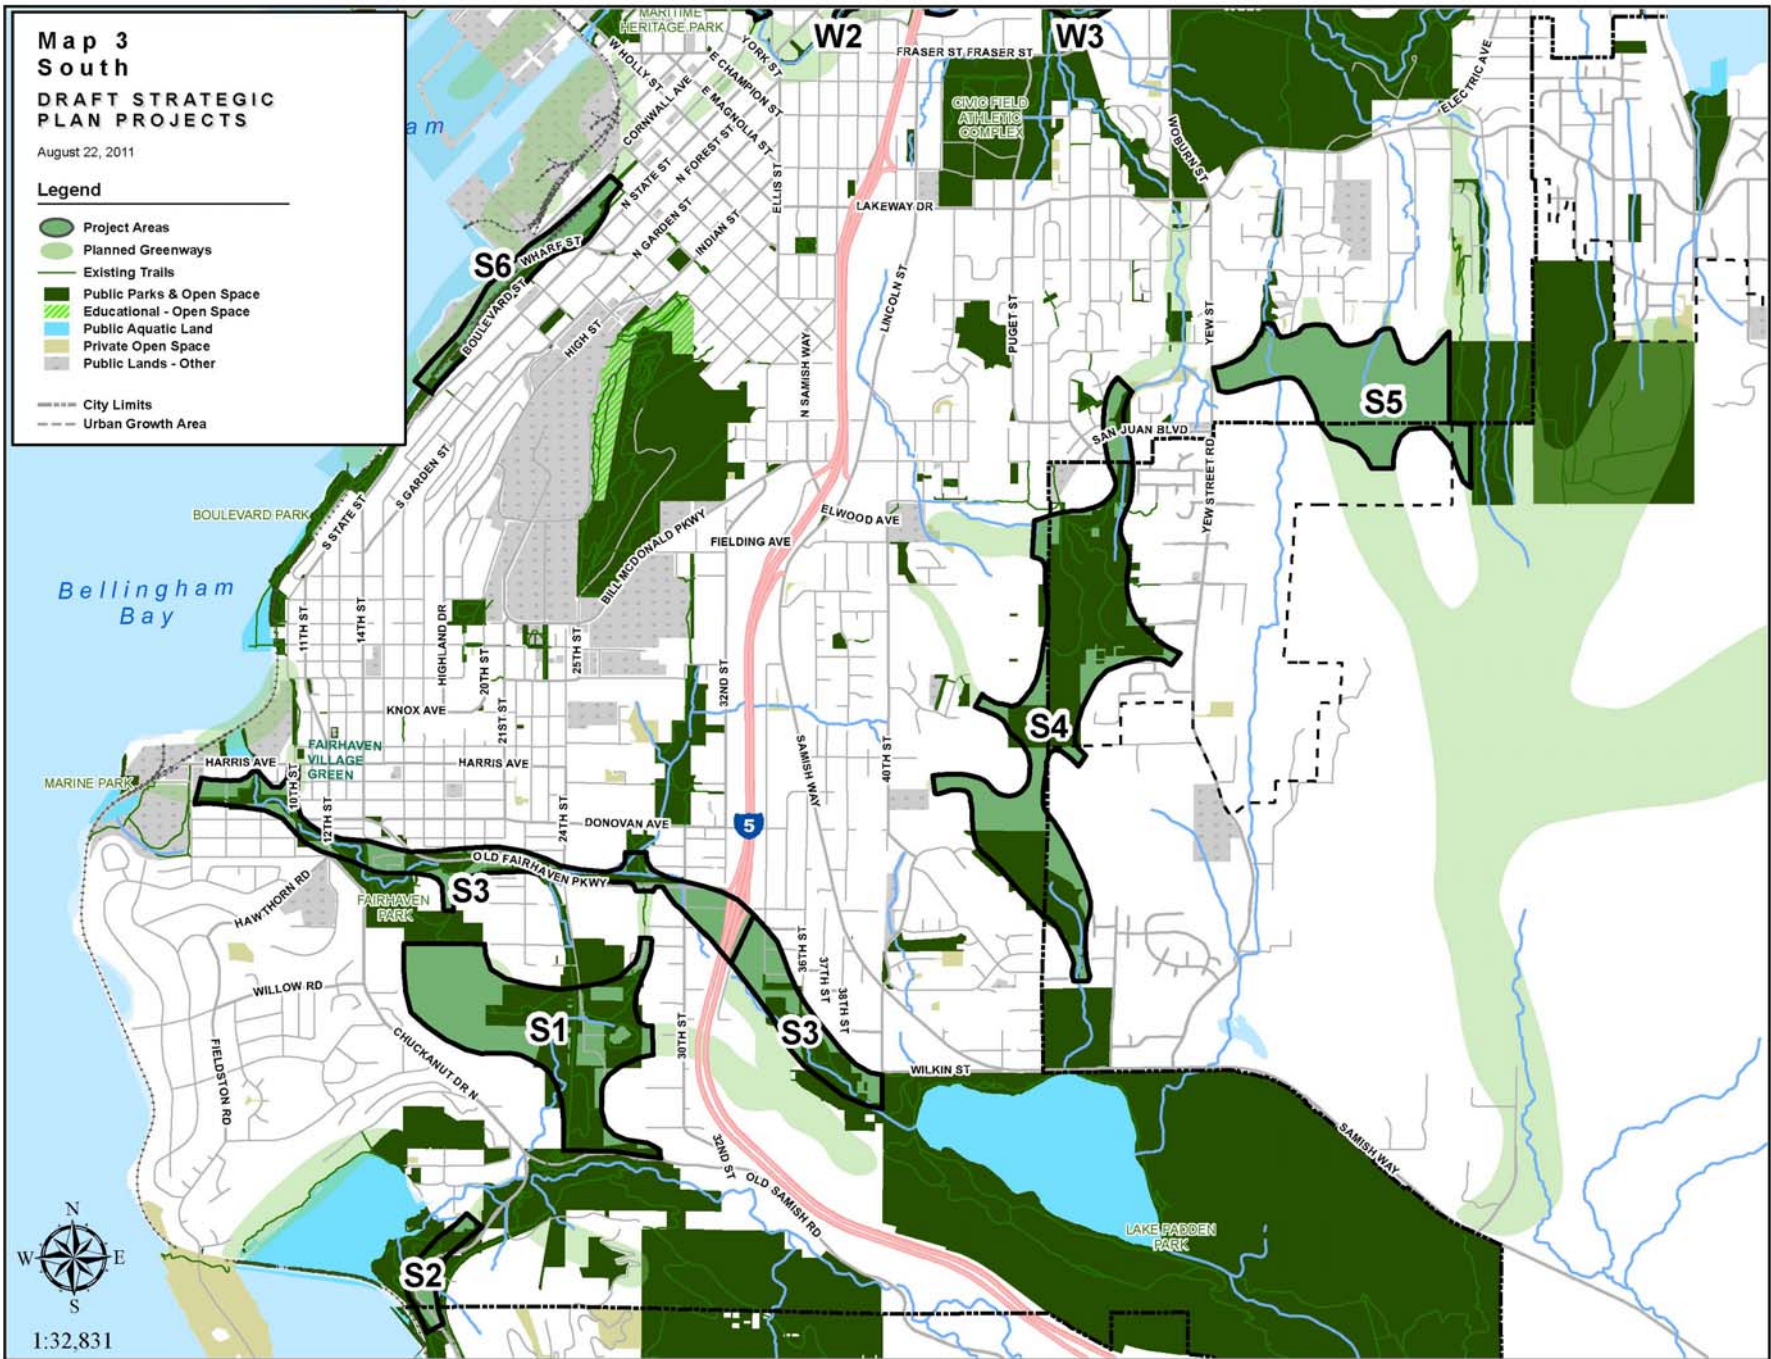 Map 3
South
DRAFT STRATEGIC
PLAN PROJECTS
August 22, 2011
Legend
Project Areas
Planned Greenways
Existing Trails
Public Parks & Open Space
Educational - Open Space
Public Aquatic Land
Private Open Space
Public Lands - Other
City Limits
Urban Growth Area
MARITIME
HERITAGE PARK
W2
W3
FRASER ST FRASER ST
W HOLLY ST
YORK ST
E CHAMPION ST
E MAGNOLIA ST
CORNWALL AVE
N FOREST ST
N STATE ST
N GARDEN ST
INDIAN ST
ELLIS ST
LAKEWAY DR
CIVIC FIELD
ATHLETIC
COMPLEX
WOBURN ST
ELECTRIC AVE
am
S6
WHARF ST
BOULEVARD ST
HIGH ST
LINCOLN ST
N SAMISH WAY
PUGET ST
YEW ST
S5
SAN JUAN BLVD
YEW STREET RD
S GARDEN ST
S STATE ST
BOULEVARD PARK
ELWOOD AVE
FIELDING AVE
BILL MCDONALD PKWY
Bellingham
Bay
11TH ST
14TH ST
HIGHLAND DR
20TH ST
21ST ST
25TH ST
32ND ST
KNOX AVE
S4
FAIRHAVEN
VILLAGE
GREEN
HARRIS AVE
HARRIS AVE
SAMISH WAY
40TH ST
MARINE PARK
10TH ST
12TH ST
24TH ST
DONOVAN AVE
5
OLD FAIRHAVEN PKWY
S3
FAIRHAVEN
PARK
HAWTHORN RD
36TH ST
37TH ST
38TH ST
WILLOW RD
S1
S3
30TH ST
CHUCKANUT DR N
FIELDSTON RD
WILKIN ST
SAMISH WAY
32ND ST
OLD SAMISH RD
LAKE PADDEN
PARK
S2
N
W E
S
1:32,831